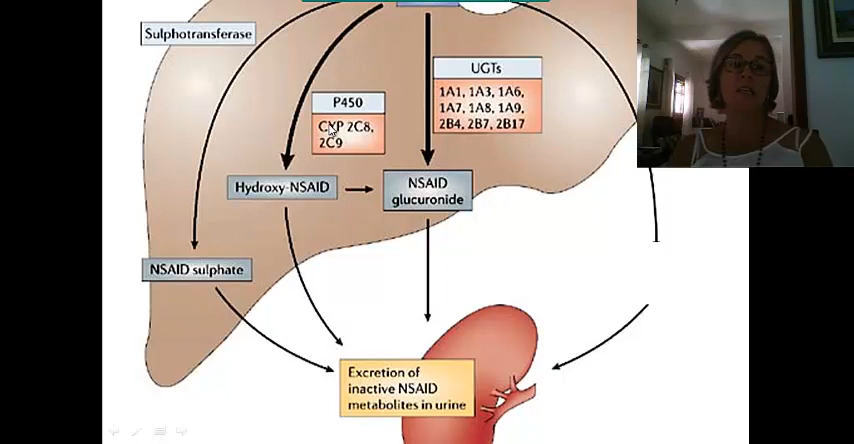 Sulphotransferase
UGTs
1A1, 1A3, 1A6,
1A7, 1A8, 1A9,
2B4, 2B7, 2B17
P450
CYP 2C8,
2C9
Hydroxy-NSAID
NSAID
glucuronide
NSAID sulphate
Excretion of
inactive NSAID
metabolites in urine